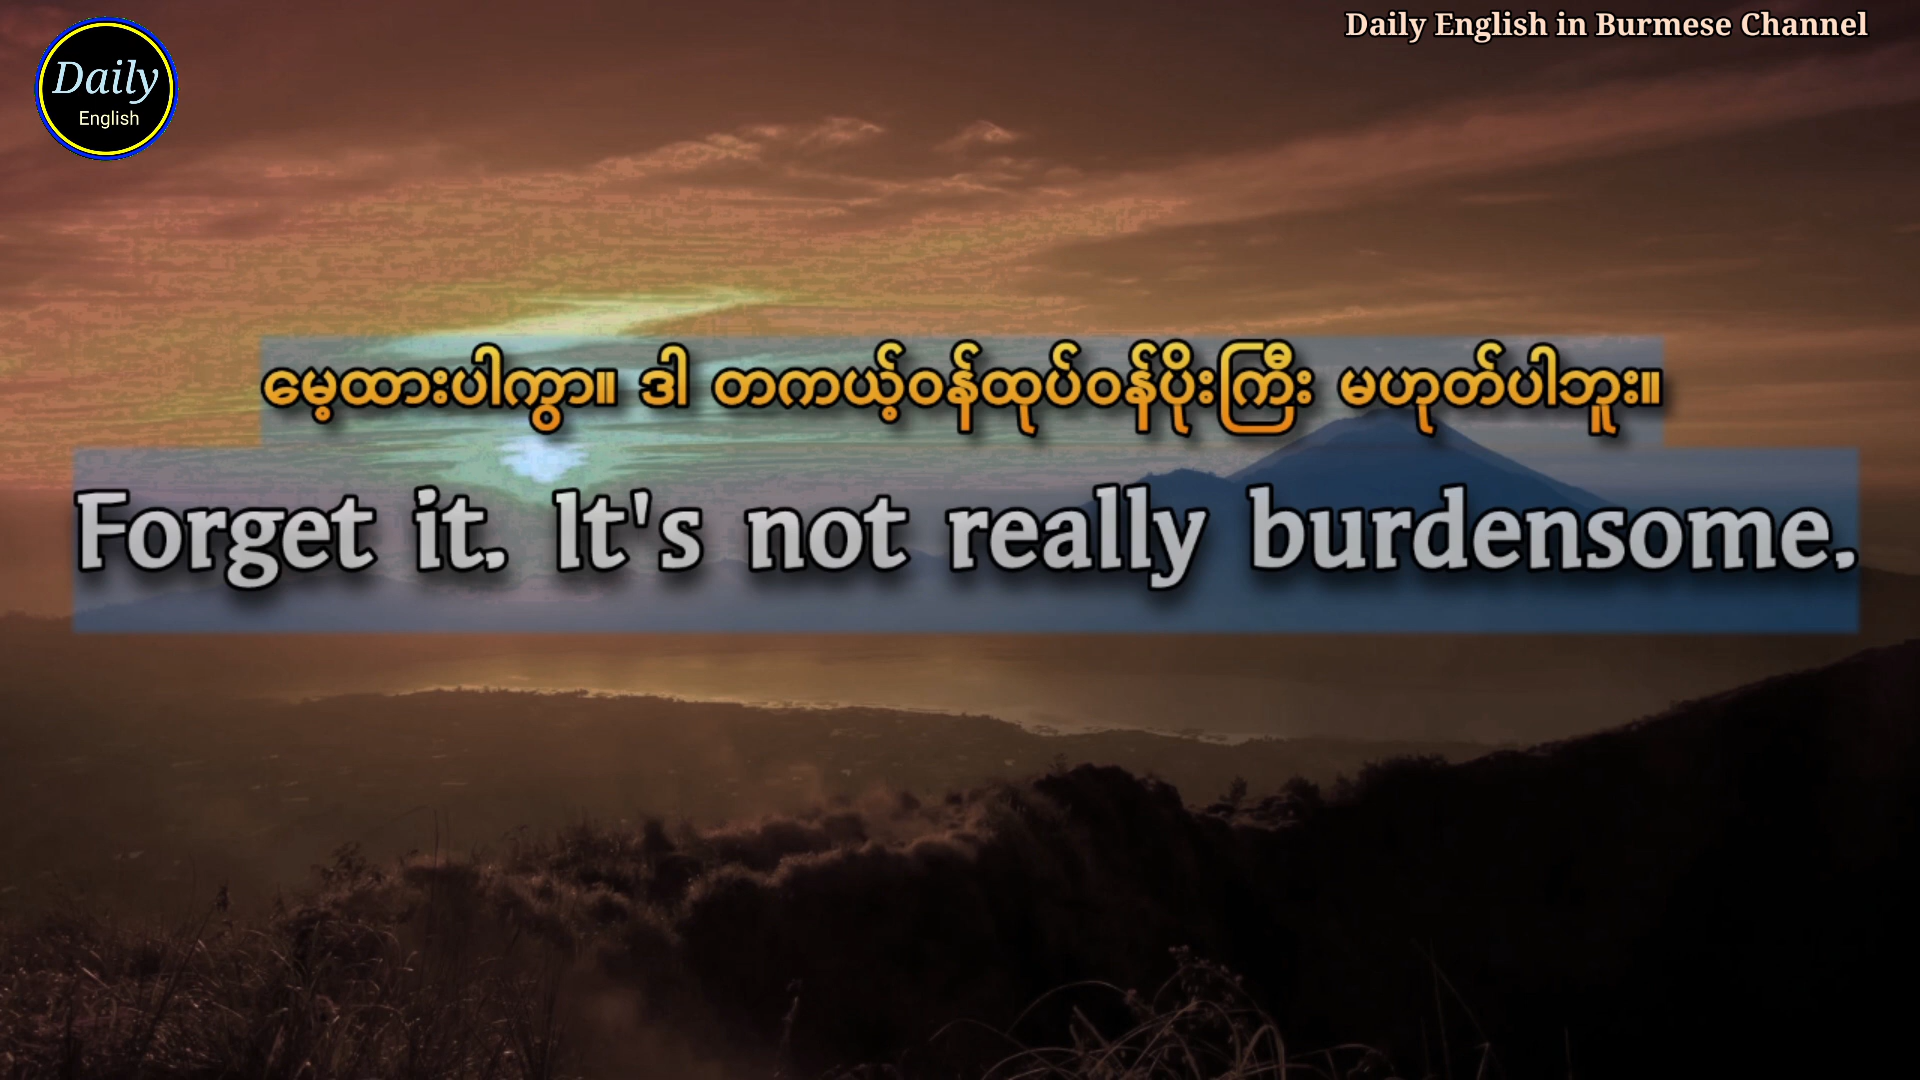 Daily English in Burmese Channel
Daily
English
မေ့ထားပါကွာ။ ဒါ တကယ့်ဝန်ထုပ်ဝန်ပိုးကြီး မဟုတ်ပါဘူး။
Forget it. It's not really burdensome.